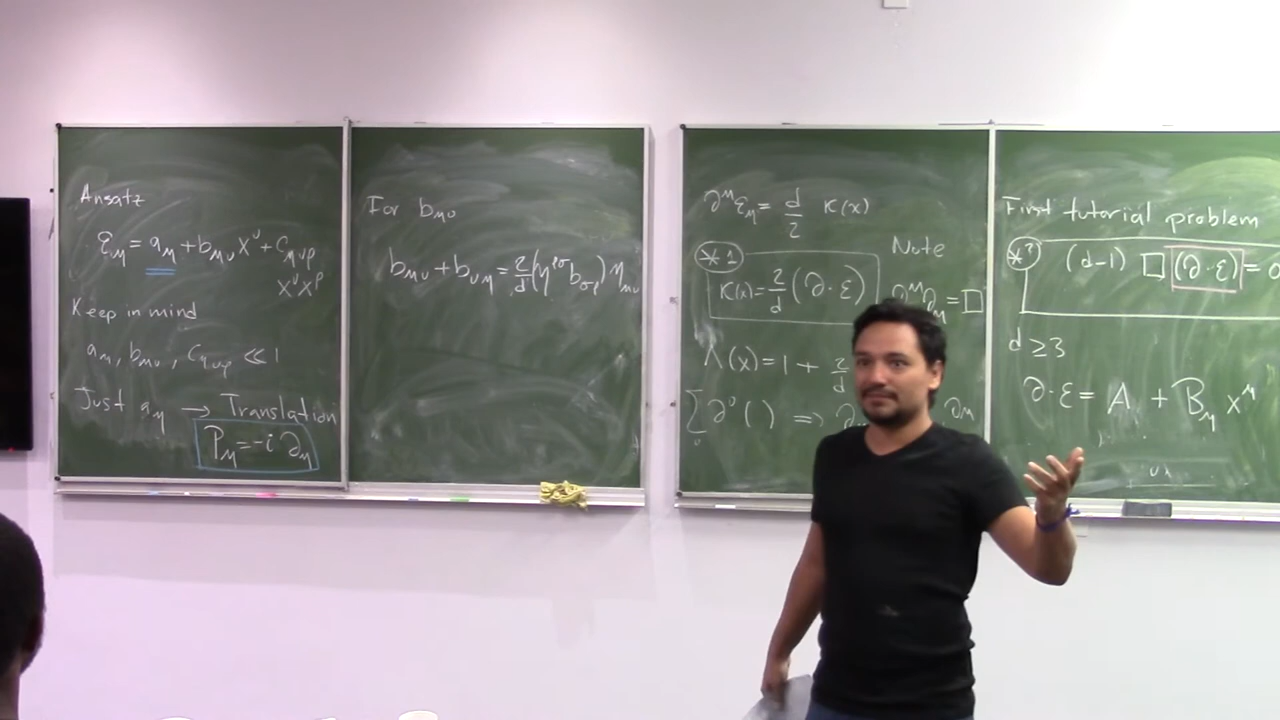 Ansatz
ε_μ = a_μ + b_μν x^ν + c_μνρ
x^ν x^ρ
Keep in mind
a_μ, b_μν, c_μνρ << 1
Just a_μ → Translation
P_μ = -i ∂_μ
For b_μν
b_μν + b_νμ = 2/d (η^ρσ b_σρ) η_μν
∂^μ ε_μ = d/2 K(x)
*1
Note
K(x) = 2/d (∂·ε)
∂^μ ∂_μ = □
Λ(x) = 1 + 2/d
∑ ∂^ν ( ) =>
∂_μ
First tutorial problem
(d-1) □ (∂·ε) = 0
d ≥ 3
∂·ε = A + B_μ x^μ